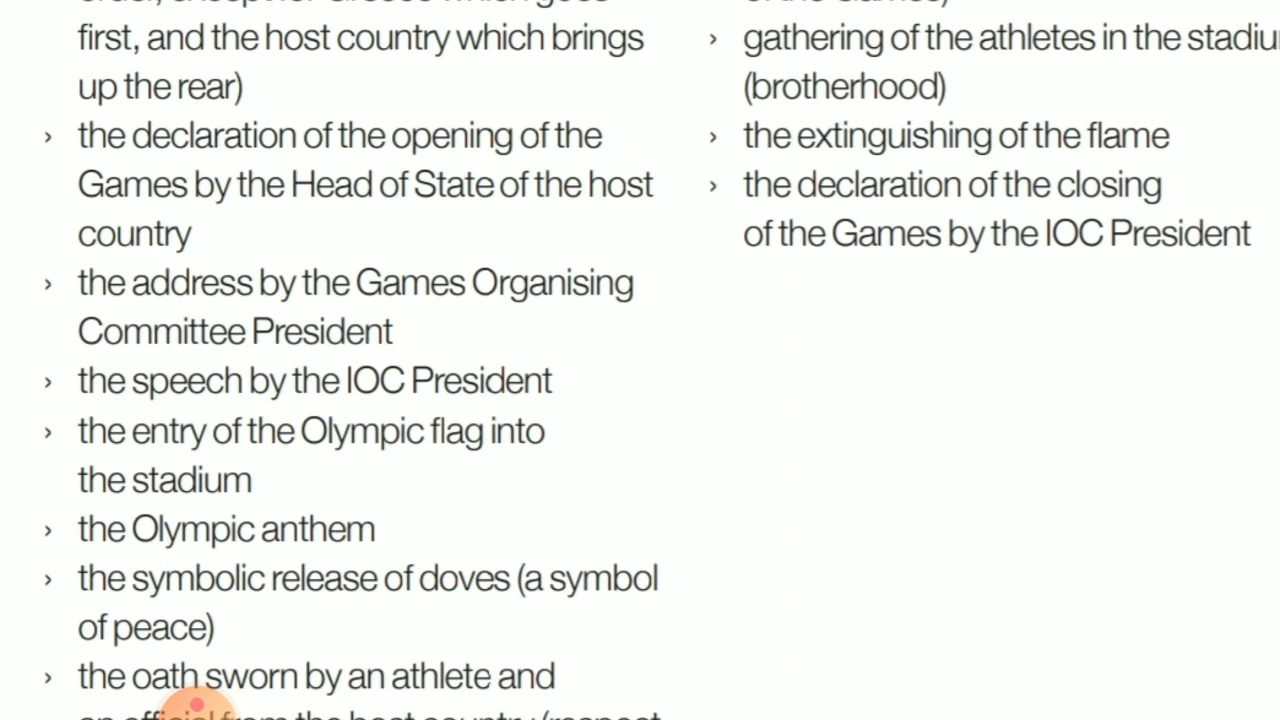 first, and the host country which brings
up the rear)
› the declaration of the opening of the
Games by the Head of State of the host
country
› the address by the Games Organising
Committee President
› the speech by the IOC President
› the entry of the Olympic flag into
the stadium
› the Olympic anthem
› the symbolic release of doves (a symbol
of peace)
› the oath sworn by an athlete and
› gathering of the athletes in the
(brotherhood)
› the extinguishing of the flame
› the declaration of the closing
of the Games by the IOC President